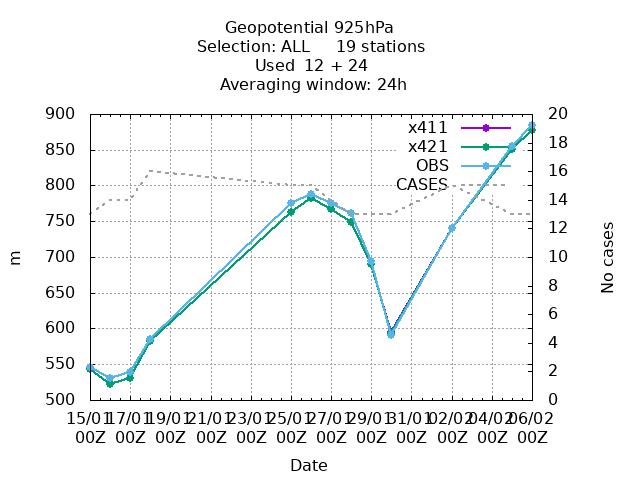 Geopotential 925hPa
Selection: ALL 19 stations
Used 12 + 24
Averaging window: 24h
900 20
x411
18
850 x421
OBS 16
800 CASES
14
750
12
700 10
m No cases
650 8
600 6
4
550
2
500 0
15/01 17/01 19/01 21/01 23/01 25/01 27/01 29/01 31/01 02/02 04/02 06/02
00Z 00Z 00Z 00Z 00Z 00Z 00Z 00Z 00Z 00Z 00Z 00Z
Date